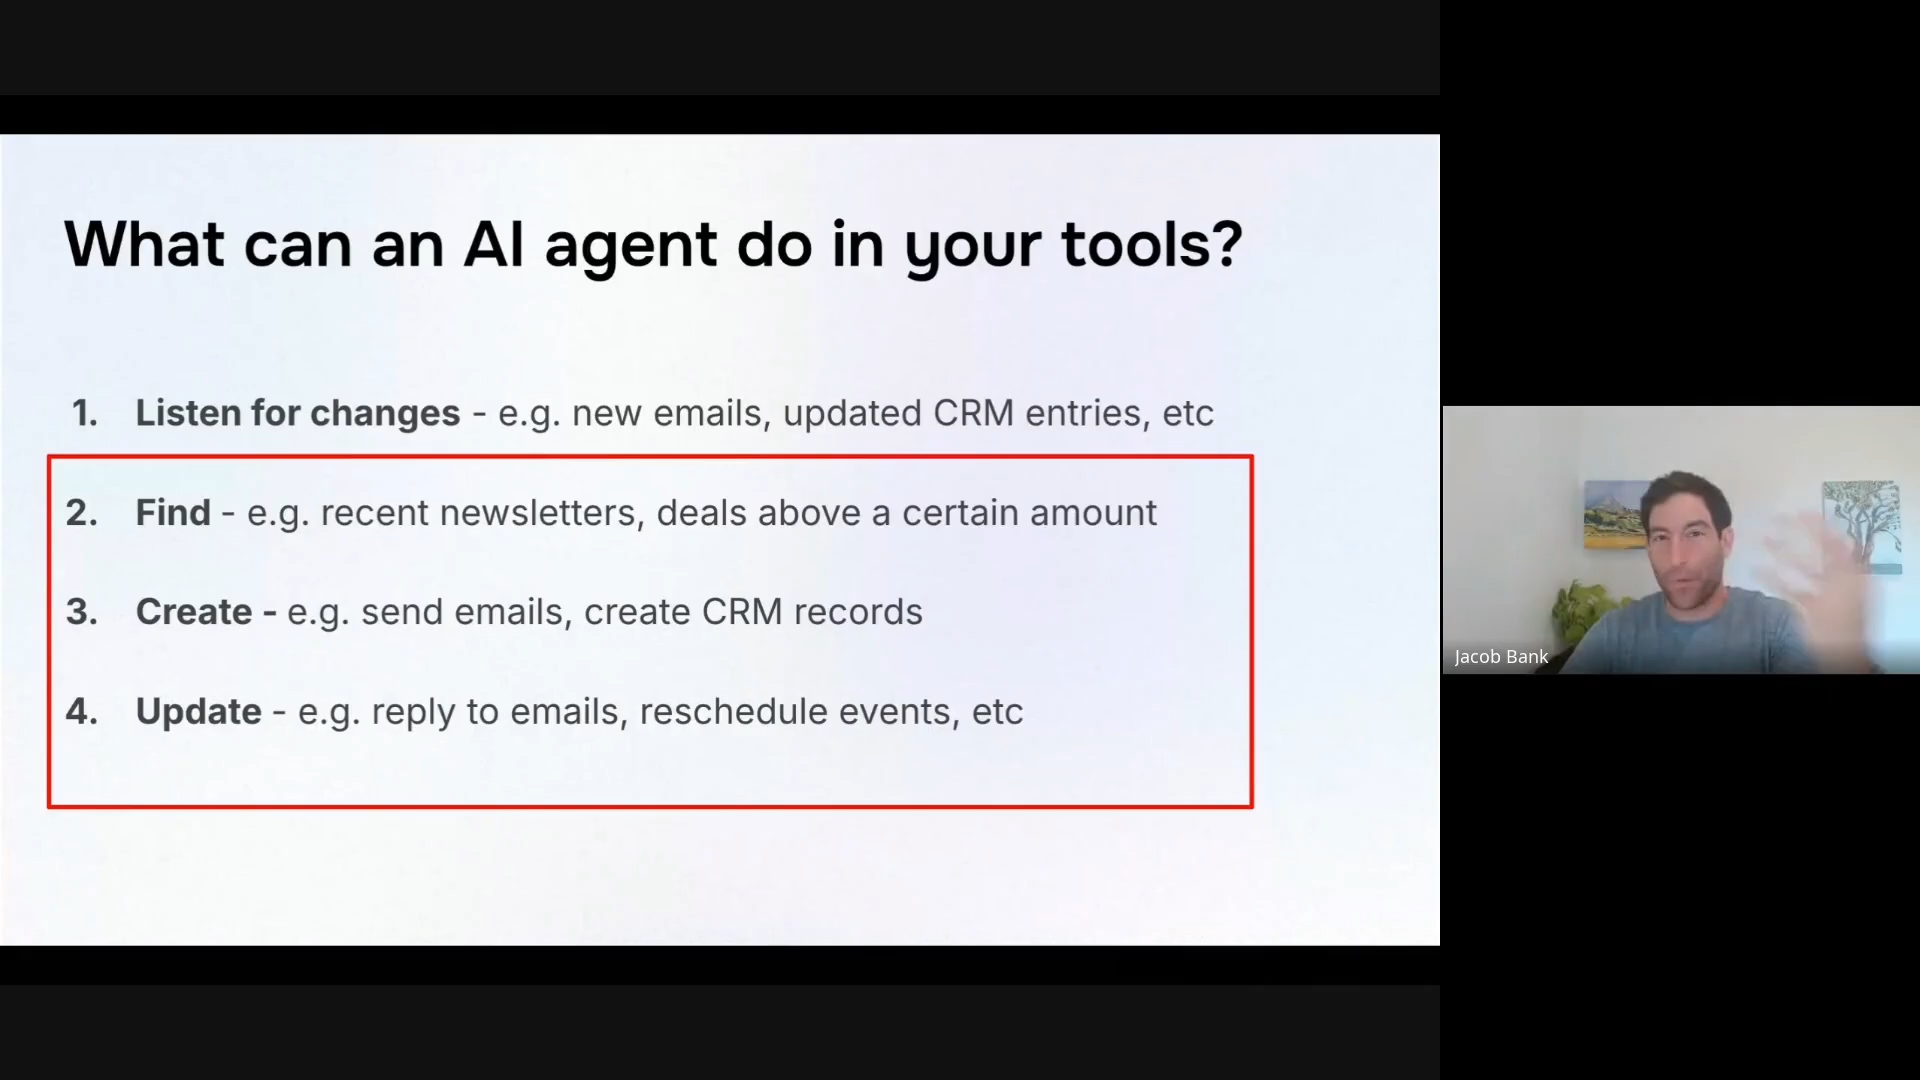 What can an AI agent do in your tools?
1. Listen for changes - e.g. new emails, updated CRM entries, etc
2. Find - e.g. recent newsletters, deals above a certain amount
3. Create - e.g. send emails, create CRM records
4. Update - e.g. reply to emails, reschedule events, etc
Jacob Bank